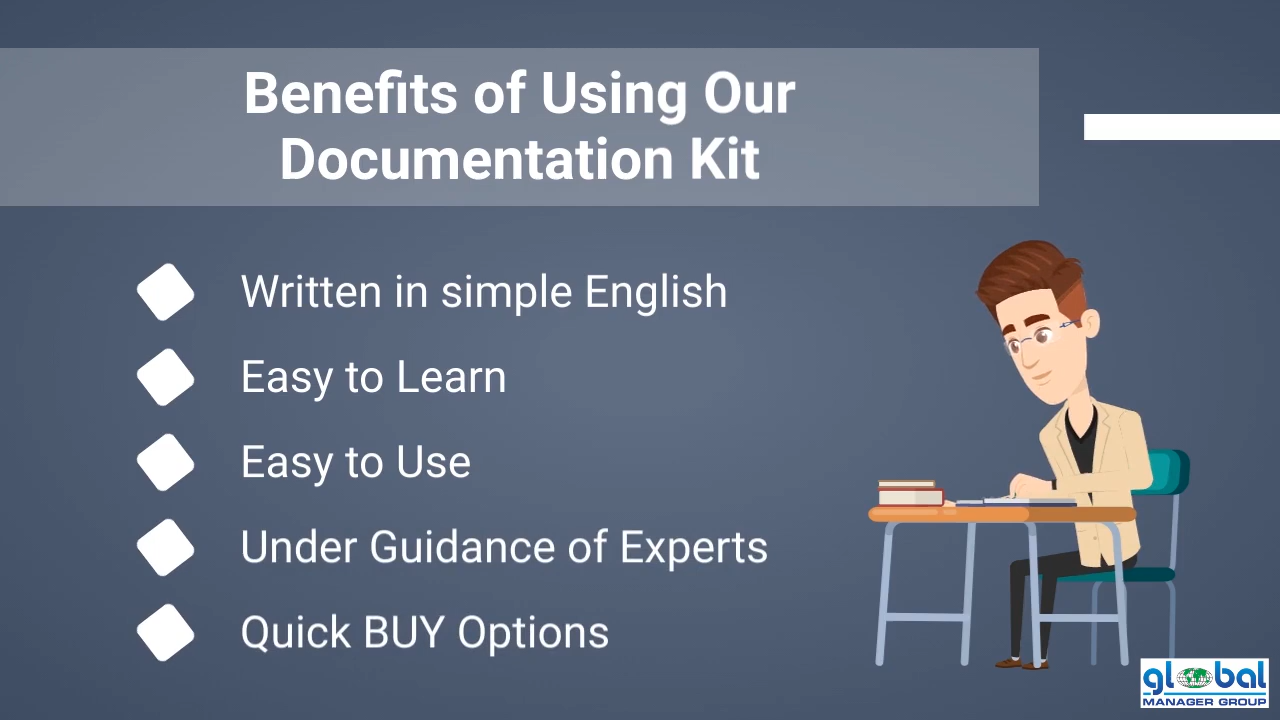 Benefits of Using Our
Documentation Kit
Written in simple English
Easy to Learn
Easy to Use
Under Guidance of Experts
Quick BUY Options
global
MANAGER GROUP